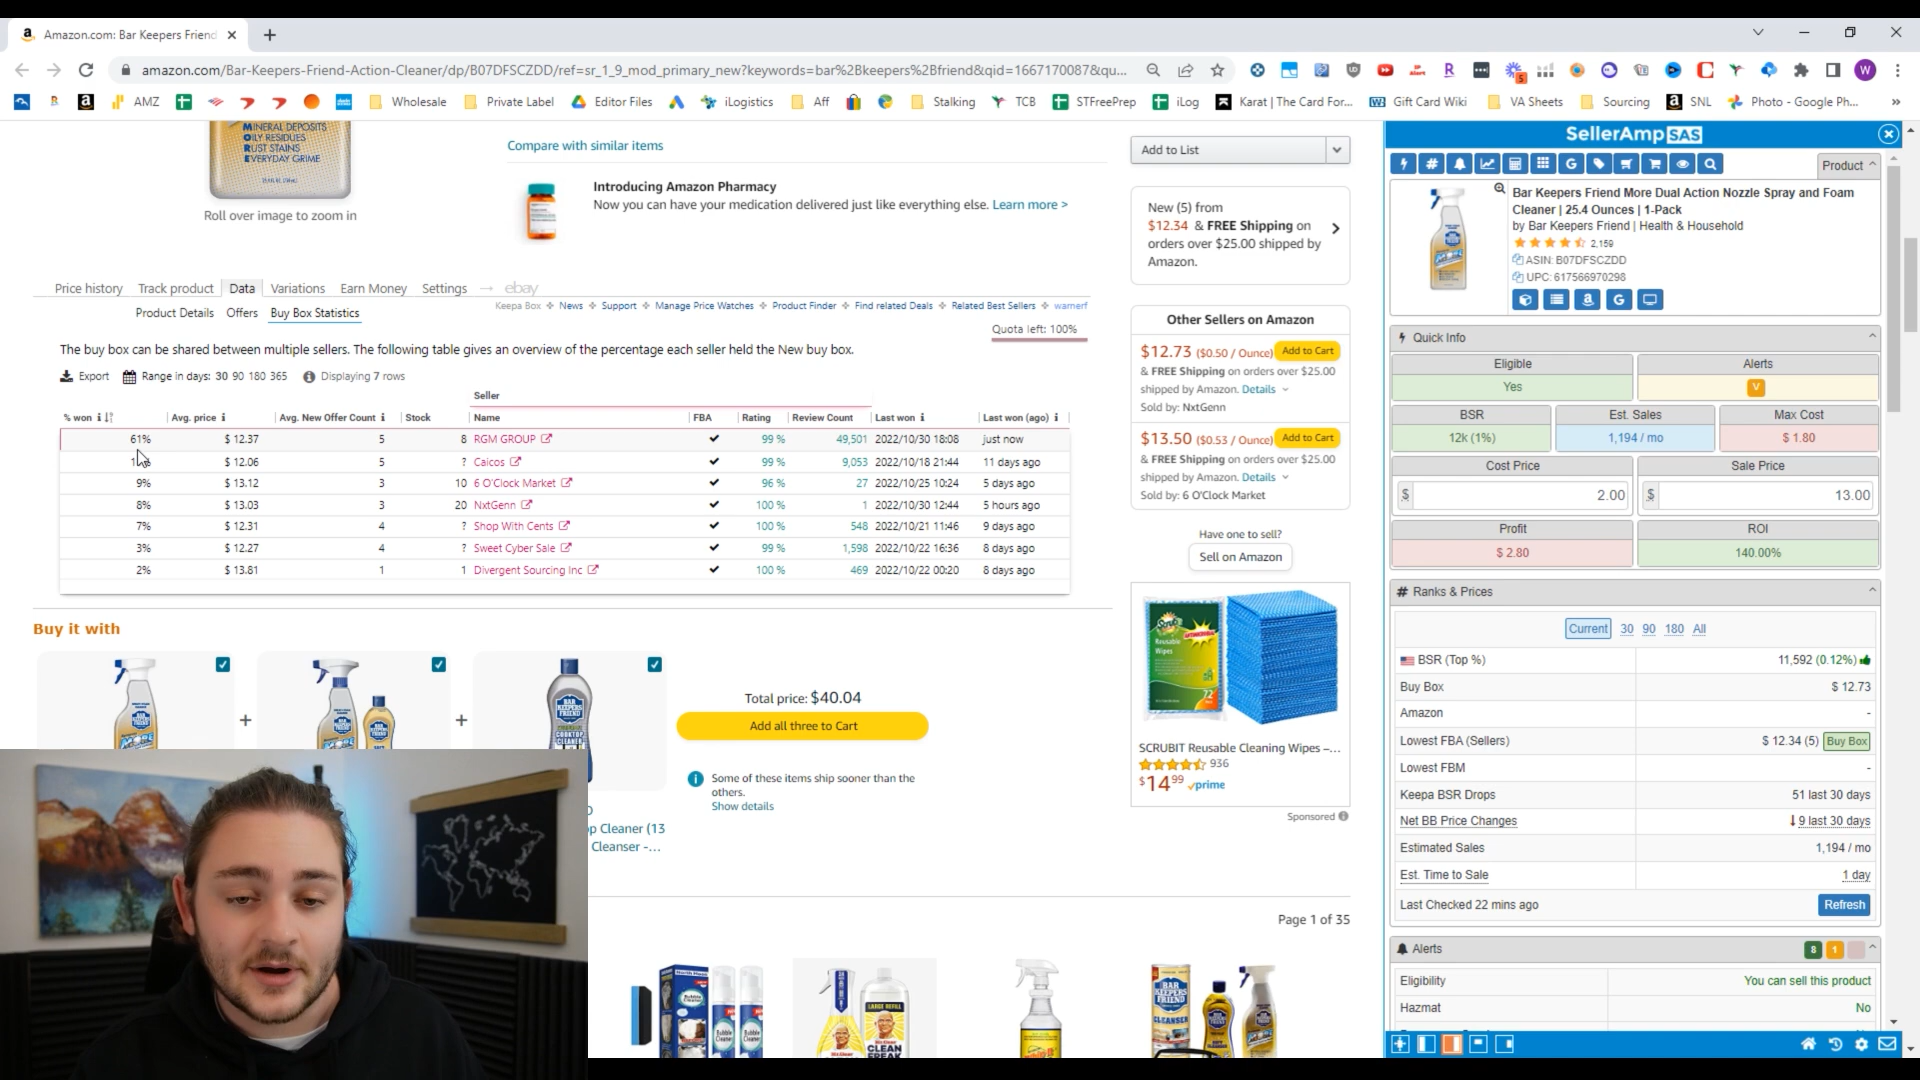 Amazon.com: Bar Keepers Friend
amazon.com/Bar-Keepers-Friend-Action-Cleaner/dp/B07DFSCZDD/ref=sr_1_9_mod_primary_new?keywords=bar%2Bkeepers%2Bfriend&qid=1667170087&qu...
AMZ
Wholesale
Private Label
Editor Files
iLogistics
Aff
Stalking
TCB
STFreePrep
iLog
Karat | The Card For...
Gift Card Wiki
VA Sheets
Sourcing
SNL
Photo - Google Ph...
MINERAL DEPOSITS
OILY RESIDUES
RUST STAINS
EVERYDAY GRIME
Roll over image to zoom in
Compare with similar items
Introducing Amazon Pharmacy
Now you can have your medication delivered just like everything else. Learn more >
Price history Track product Data Variations Earn Money Settings → ebay
Keepa Box News Support Manage Price Watches Product Finder Find related Deals Related Best Sellers warnerf
Product Details Offers Buy Box Statistics
Quota left: 100%
The buy box can be shared between multiple sellers. The following table gives an overview of the percentage each seller held the New buy box.
Export Range in days: 30 90 180 365 Displaying 7 rows
Seller
% won Avg. price Avg. New Offer Count Stock Name FBA Rating Review Count Last won Last won (ago)
61% $ 12.37 5 8 RGM GROUP ✔ 99 % 49,501 2022/10/30 18:08 just now
$ 12.06 5 ? Caicos ✔ 99 % 9,053 2022/10/18 21:44 11 days ago
9% $ 13.12 3 10 6 O'Clock Market ✔ 96 % 27 2022/10/25 10:24 5 days ago
8% $ 13.03 3 20 NxtGenn ✔ 100 % 1 2022/10/30 12:44 5 hours ago
7% $ 12.31 4 ? Shop With Cents ✔ 100 % 548 2022/10/21 11:46 9 days ago
3% $ 12.27 4 ? Sweet Cyber Sale ✔ 99 % 1,598 2022/10/22 16:36 8 days ago
2% $ 13.81 1 1 Divergent Sourcing Inc ✔ 100 % 469 2022/10/22 00:20 8 days ago
Buy it with
Total price: $40.04
Add all three to Cart
Some of these items ship sooner than the
others.
Show details
p Cleaner (13
Cleanser -...
Page 1 of 35
Add to List
New (5) from
$12.34 & FREE Shipping on
orders over $25.00 shipped by
Amazon.
Other Sellers on Amazon
$12.73 ($0.50 / Ounce) Add to Cart
& FREE Shipping on orders over $25.00
shipped by Amazon. Details
Sold by: NxtGenn
$13.50 ($0.53 / Ounce) Add to Cart
& FREE Shipping on orders over $25.00
shipped by Amazon. Details
Sold by: 6 O'Clock Market
Have one to sell?
Sell on Amazon
SCRUBIT Reusable Cleaning Wipes –...
936
$14.99 prime
Sponsored
SellerAmp SAS
Product
Bar Keepers Friend More Dual Action Nozzle Spray and Foam
Cleaner | 25.4 Ounces | 1-Pack
by Bar Keepers Friend | Health & Household
2,159
ASIN: B07DFSCZDD
UPC: 617566970298
Quick Info
Eligible Alerts
Yes V
BSR Est. Sales Max Cost
12k (1%) 1,194 / mo $ 1.80
Cost Price Sale Price
$ 2.00 $ 13.00
Profit ROI
$ 2.80 140.00%
# Ranks & Prices
Current 30 90 180 All
BSR (Top %) 11,592 (0.12%)
Buy Box $ 12.73
Amazon -
Lowest FBA (Sellers) $ 12.34 (5) Buy Box
Lowest FBM -
Keepa BSR Drops 51 last 30 days
Net BB Price Changes 9 last 30 days
Estimated Sales 1,194 / mo
Est. Time to Sale 1 day
Last Checked 22 mins ago Refresh
Alerts 8 1
Eligibility You can sell this product
Hazmat No